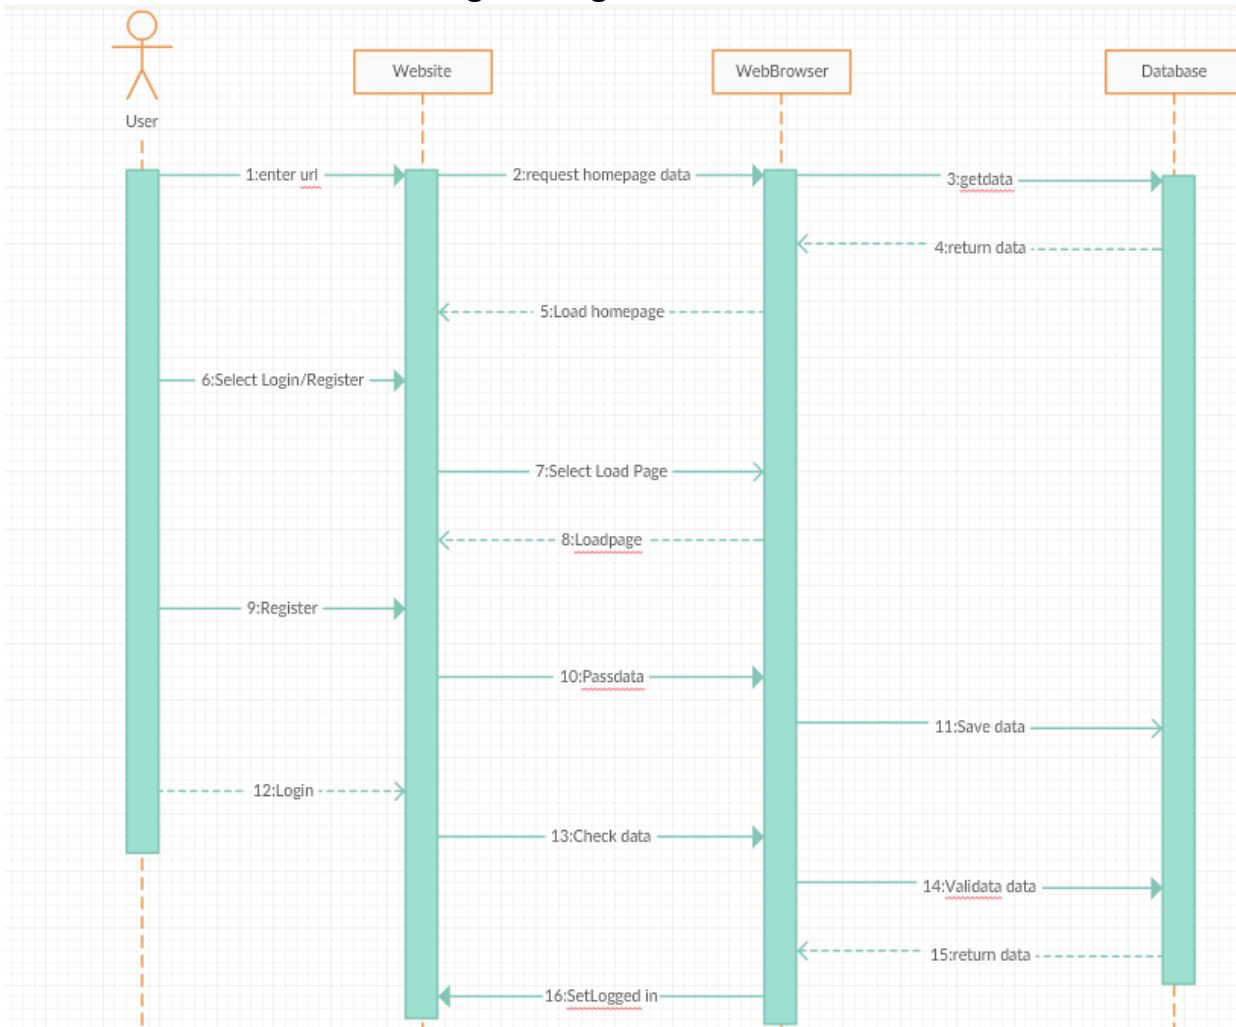 Website
WebBrowser
Database
User
1:enter url
2:request homepage data
3:getdata
4:return data
5:Load homepage
6:Select Login/Register
7:Select Load Page
8:Loadpage
9:Register
10:Passdata
11:Save data
12:Login
13:Check data
14:Validata data
15:return data
16:SetLogged in